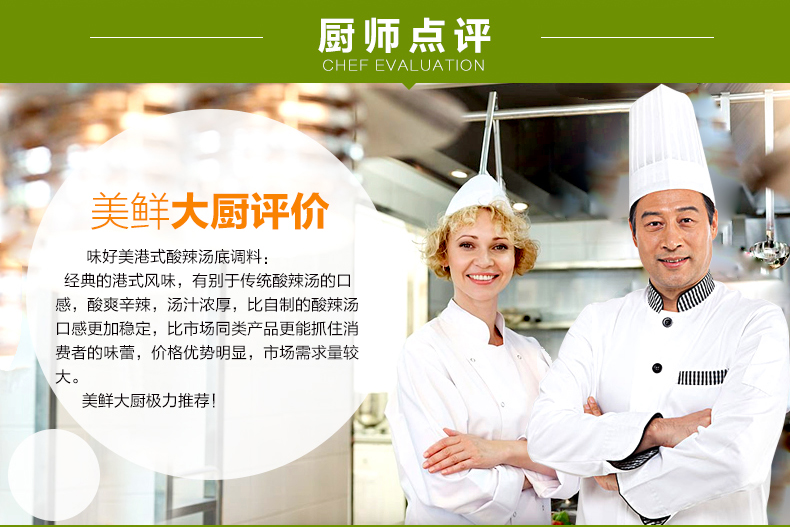 厨师点评
CHEF EVALUATION
美鲜大厨评价
味好美港式酸辣汤底调料：
经典的港式风味，有别于传统酸辣汤的口
感，酸爽辛辣，汤汁浓厚，比自制的酸辣汤
口感更加稳定，比市场同类产品更能抓住消
费者的味蕾，价格优势明显，市场需求量较
大。
美鲜大厨极力推荐！